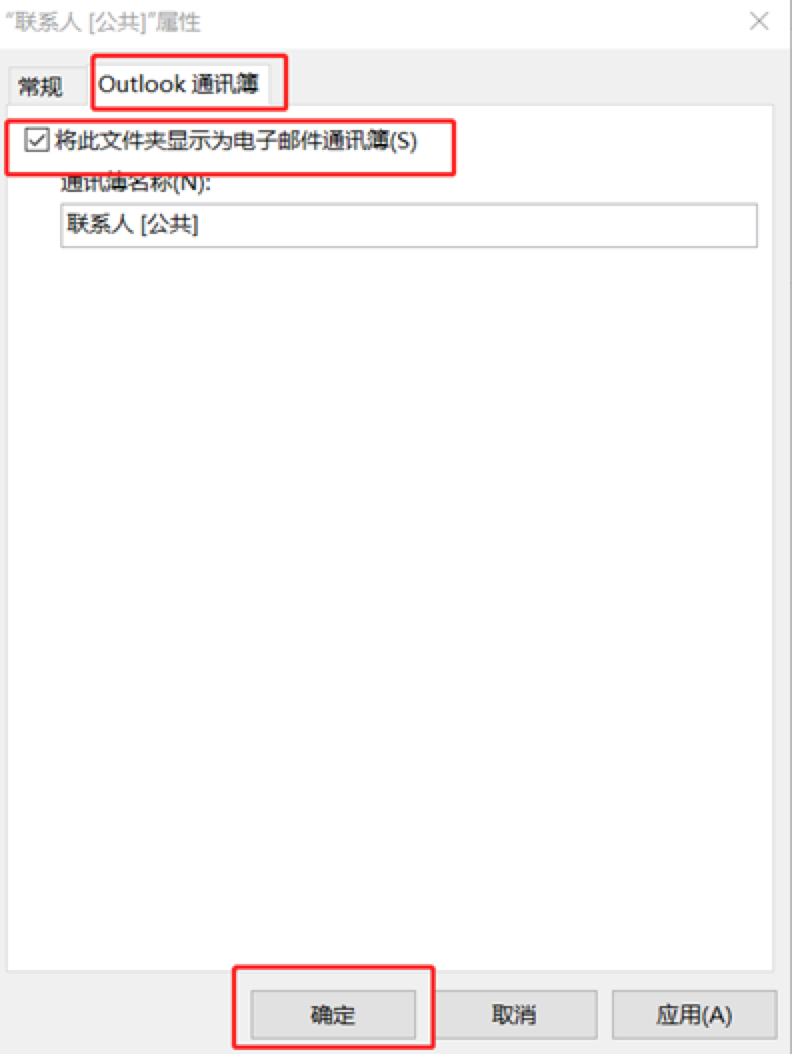 “联系人 [公共]”属性
常规
Outlook 通讯簿
将此文件夹显示为电子邮件通讯簿(S)
通讯簿名称(N):
联系人 [公共]
确定
取消
应用(A)